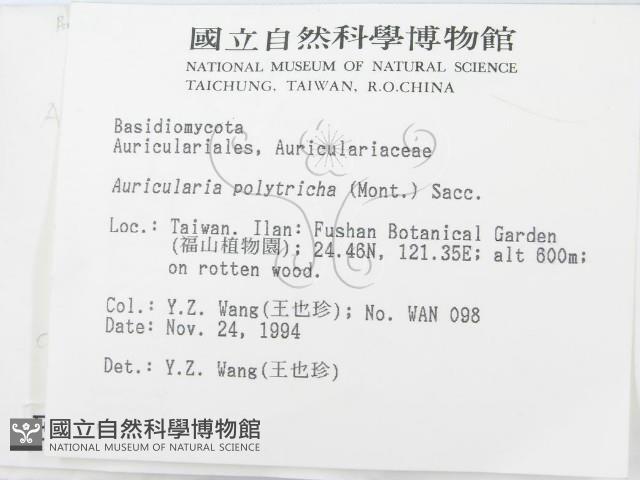 國立自然科學博物館
NATIONAL MUSEUM OF NATURAL SCIENCE
TAICHUNG, TAIWAN, R.O.CHINA
Basidiomycota
Auriculariales, Auriculariaceae
Auricularia polytricha (Mont.) Sacc.
Loc.: Taiwan. Ilan: Fushan Botanical Garden
(福山植物園); 24.46N, 121.35E; alt 600m;
on rotten wood.
Col.: Y.Z. Wang(王也珍); No. WAN 098
Date: Nov. 24, 1994
Det.: Y.Z. Wang(王也珍)
國立自然科學博物館
NATIONAL MUSEUM OF NATURAL SCIENCE